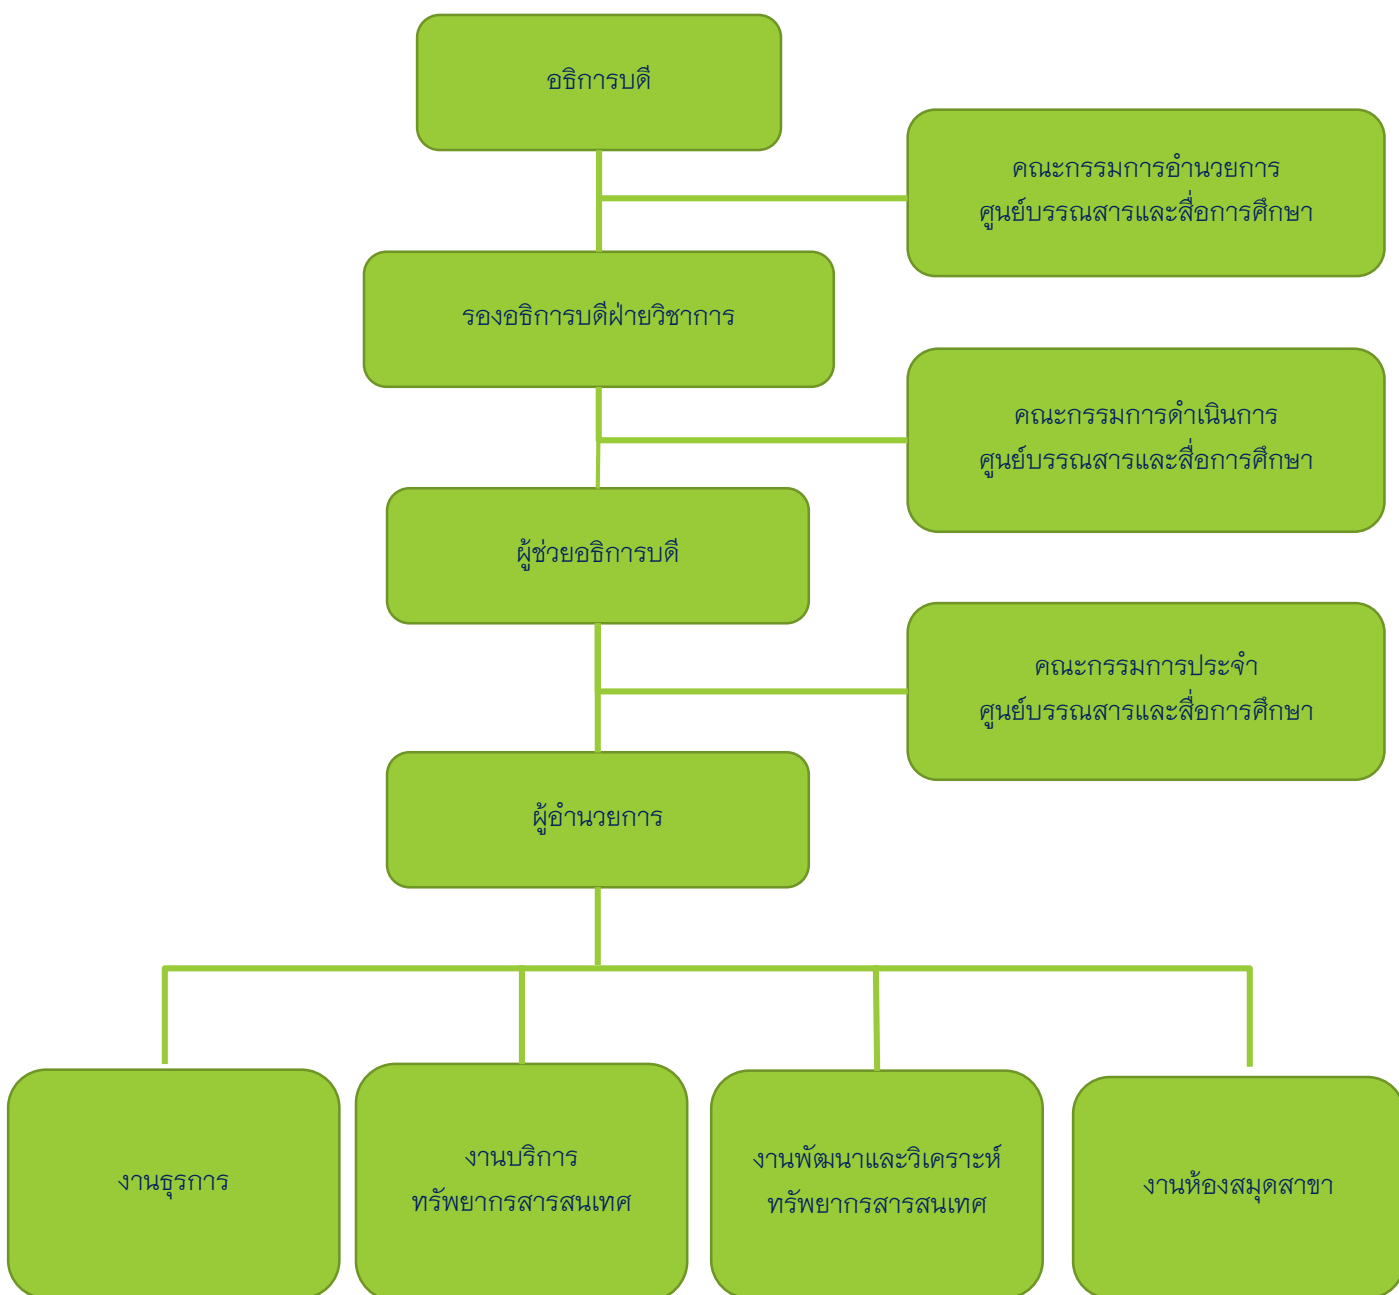 อธิการบดี
คณะกรรมการอำนวยการ
ศูนย์บรรณสารและสื่อการศึกษา
รองอธิการบดีฝ่ายวิชาการ
คณะกรรมการดำเนินการ
ศูนย์บรรณสารและสื่อการศึกษา
ผู้ช่วยอธิการบดี
คณะกรรมการประจำ
ศูนย์บรรณสารและสื่อการศึกษา
ผู้อำนวยการ
งานธุรการ
งานบริการ
ทรัพยากรสารสนเทศ
งานพัฒนาและวิเคราะห์
ทรัพยากรสารสนเทศ
งานห้องสมุดสาขา